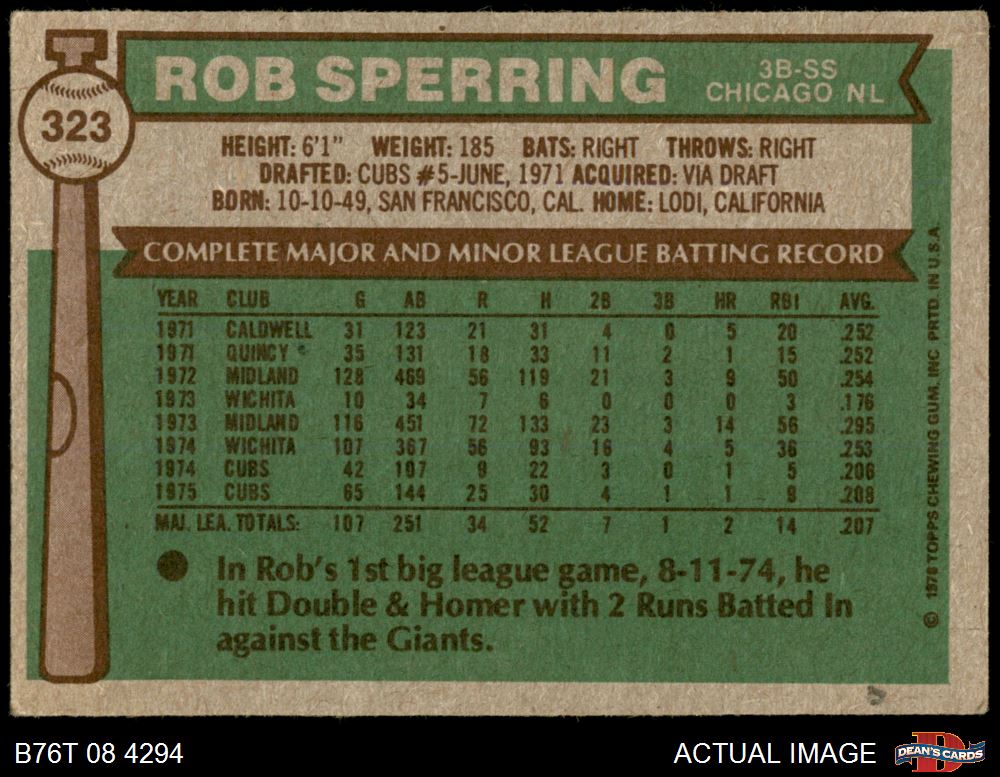 ROB SPERRING
3B-SS
CHICAGO NL
323
HEIGHT: 6'1" WEIGHT: 185 BATS: RIGHT THROWS: RIGHT
DRAFTED: CUBS #5-JUNE, 1971 ACQUIRED: VIA DRAFT
BORN: 10-10-49, SAN FRANCISCO, CAL. HOME: LODI, CALIFORNIA
COMPLETE MAJOR AND MINOR LEAGUE BATTING RECORD
YEAR CLUB G AB R H 2B 3B HR RBI AVG.
1971 CALDWELL 31 123 21 31 4 0 5 20 .252
1971 QUINCY 35 131 18 33 11 2 1 15 .252
1972 MIDLAND 128 469 56 119 21 3 9 50 .254
1973 WICHITA 10 34 7 6 0 0 0 3 .176
1973 MIDLAND 116 451 72 133 23 3 14 56 .295
1974 WICHITA 107 367 56 93 16 4 5 36 .253
1974 CUBS 42 107 9 22 3 0 1 5 .206
1975 CUBS 65 144 25 30 4 1 1 9 .208
MAJ. LEA. TOTALS: 107 251 34 52 7 1 2 14 .207
In Rob's 1st big league game, 8-11-74, he
hit Double & Homer with 2 Runs Batted In
against the Giants.
© 1976 TOPPS CHEWING GUM, INC PRTD. IN U.S.A.
B76T 08 4294
ACTUAL IMAGE
DEAN'S CARDS